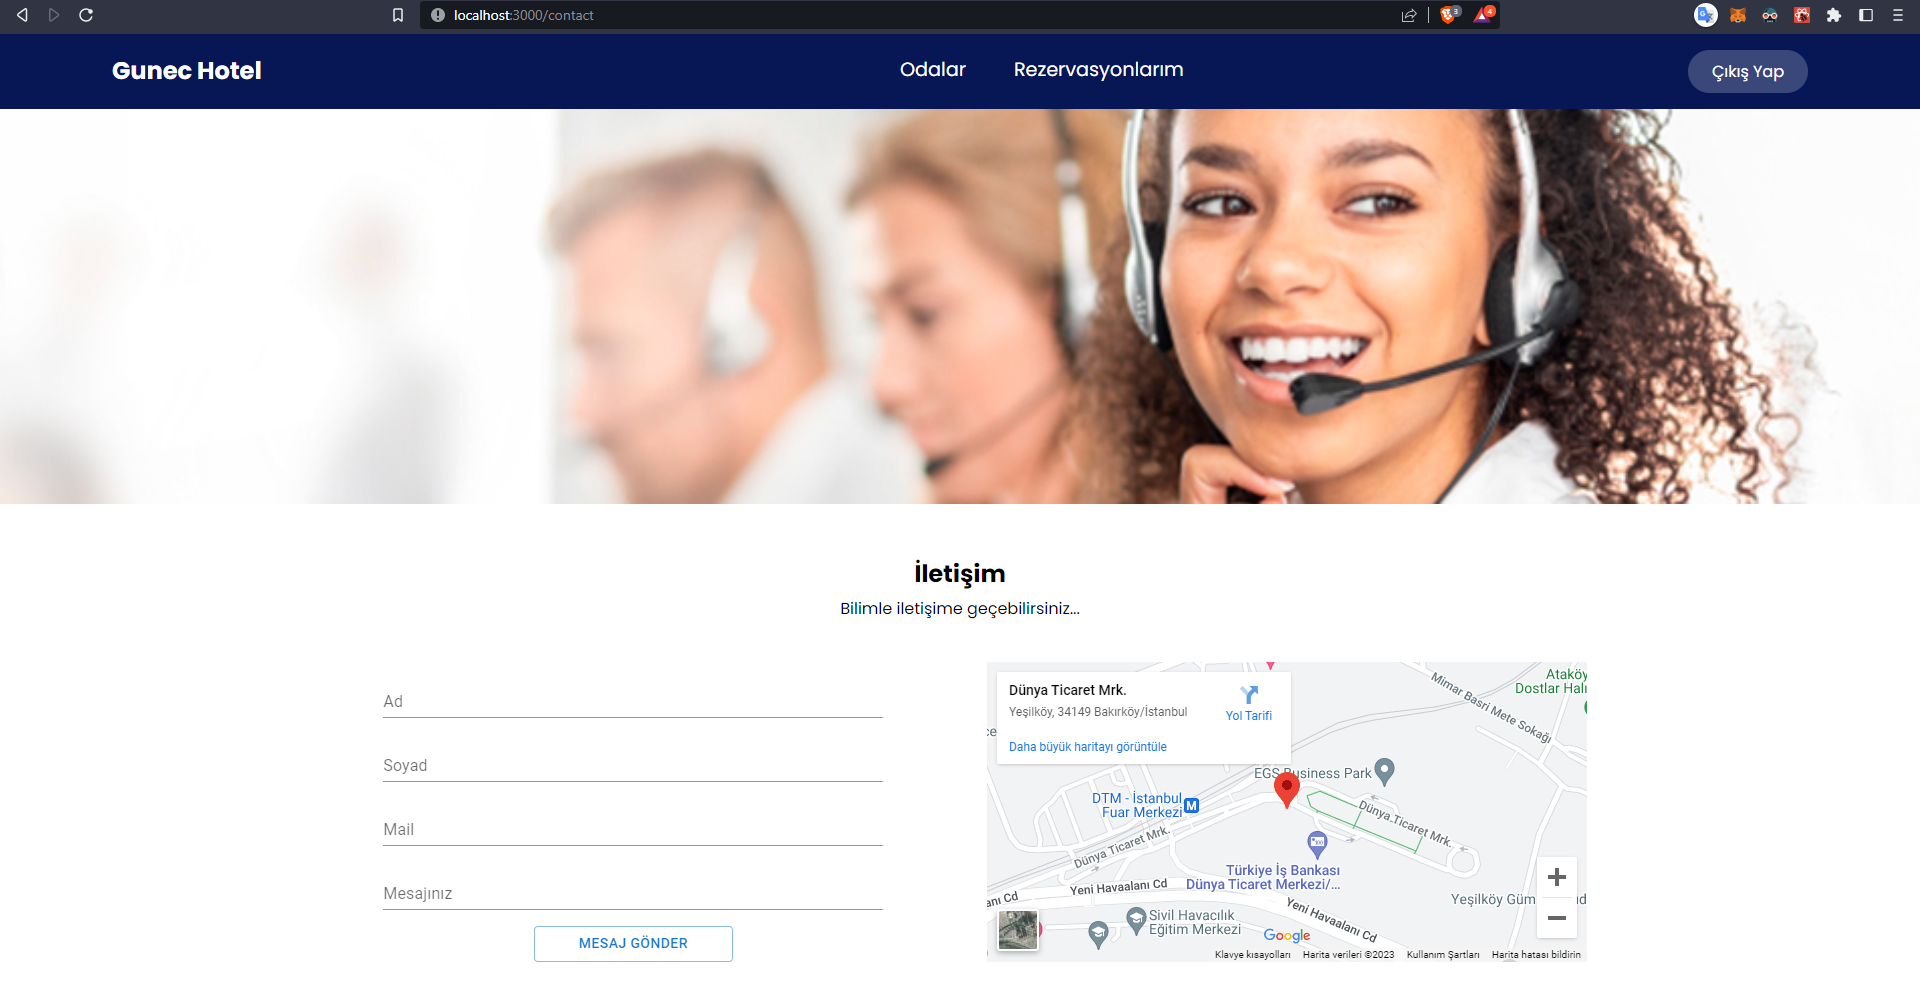 localhost:3000/contact
3
4
Gunec Hotel
Odalar
Rezervasyonlarım
Çıkış Yap
İletişim
Bilimle iletişime geçebilirsiniz...
Ad
Soyad
Mail
Mesajınız
MESAJ GÖNDER
Dünya Ticaret Mrk.
Yeşilköy, 34149 Bakırköy/İstanbul
Yol Tarifi
Daha büyük haritayı görüntüle
Ataköy
Dostlar Halı
Mimar Basri Mete Sokağı
EGS Business Park
DTM - İstanbul
Fuar Merkezi
M
Dünya Ticaret Mrk.
Dünya Ticaret Mrk.
Türkiye İş Bankası
Dünya Ticaret Merkezi/...
Yeni Havaalanı Cd
Yeni Havaalanı Cd
anı Cd
Yeşilköy Güm
Sivil Havacılık
Eğitim Merkezi
Google
Klavye kısayolları
Harita verileri ©2023
Kullanım Şartları
Harita hatası bildirin